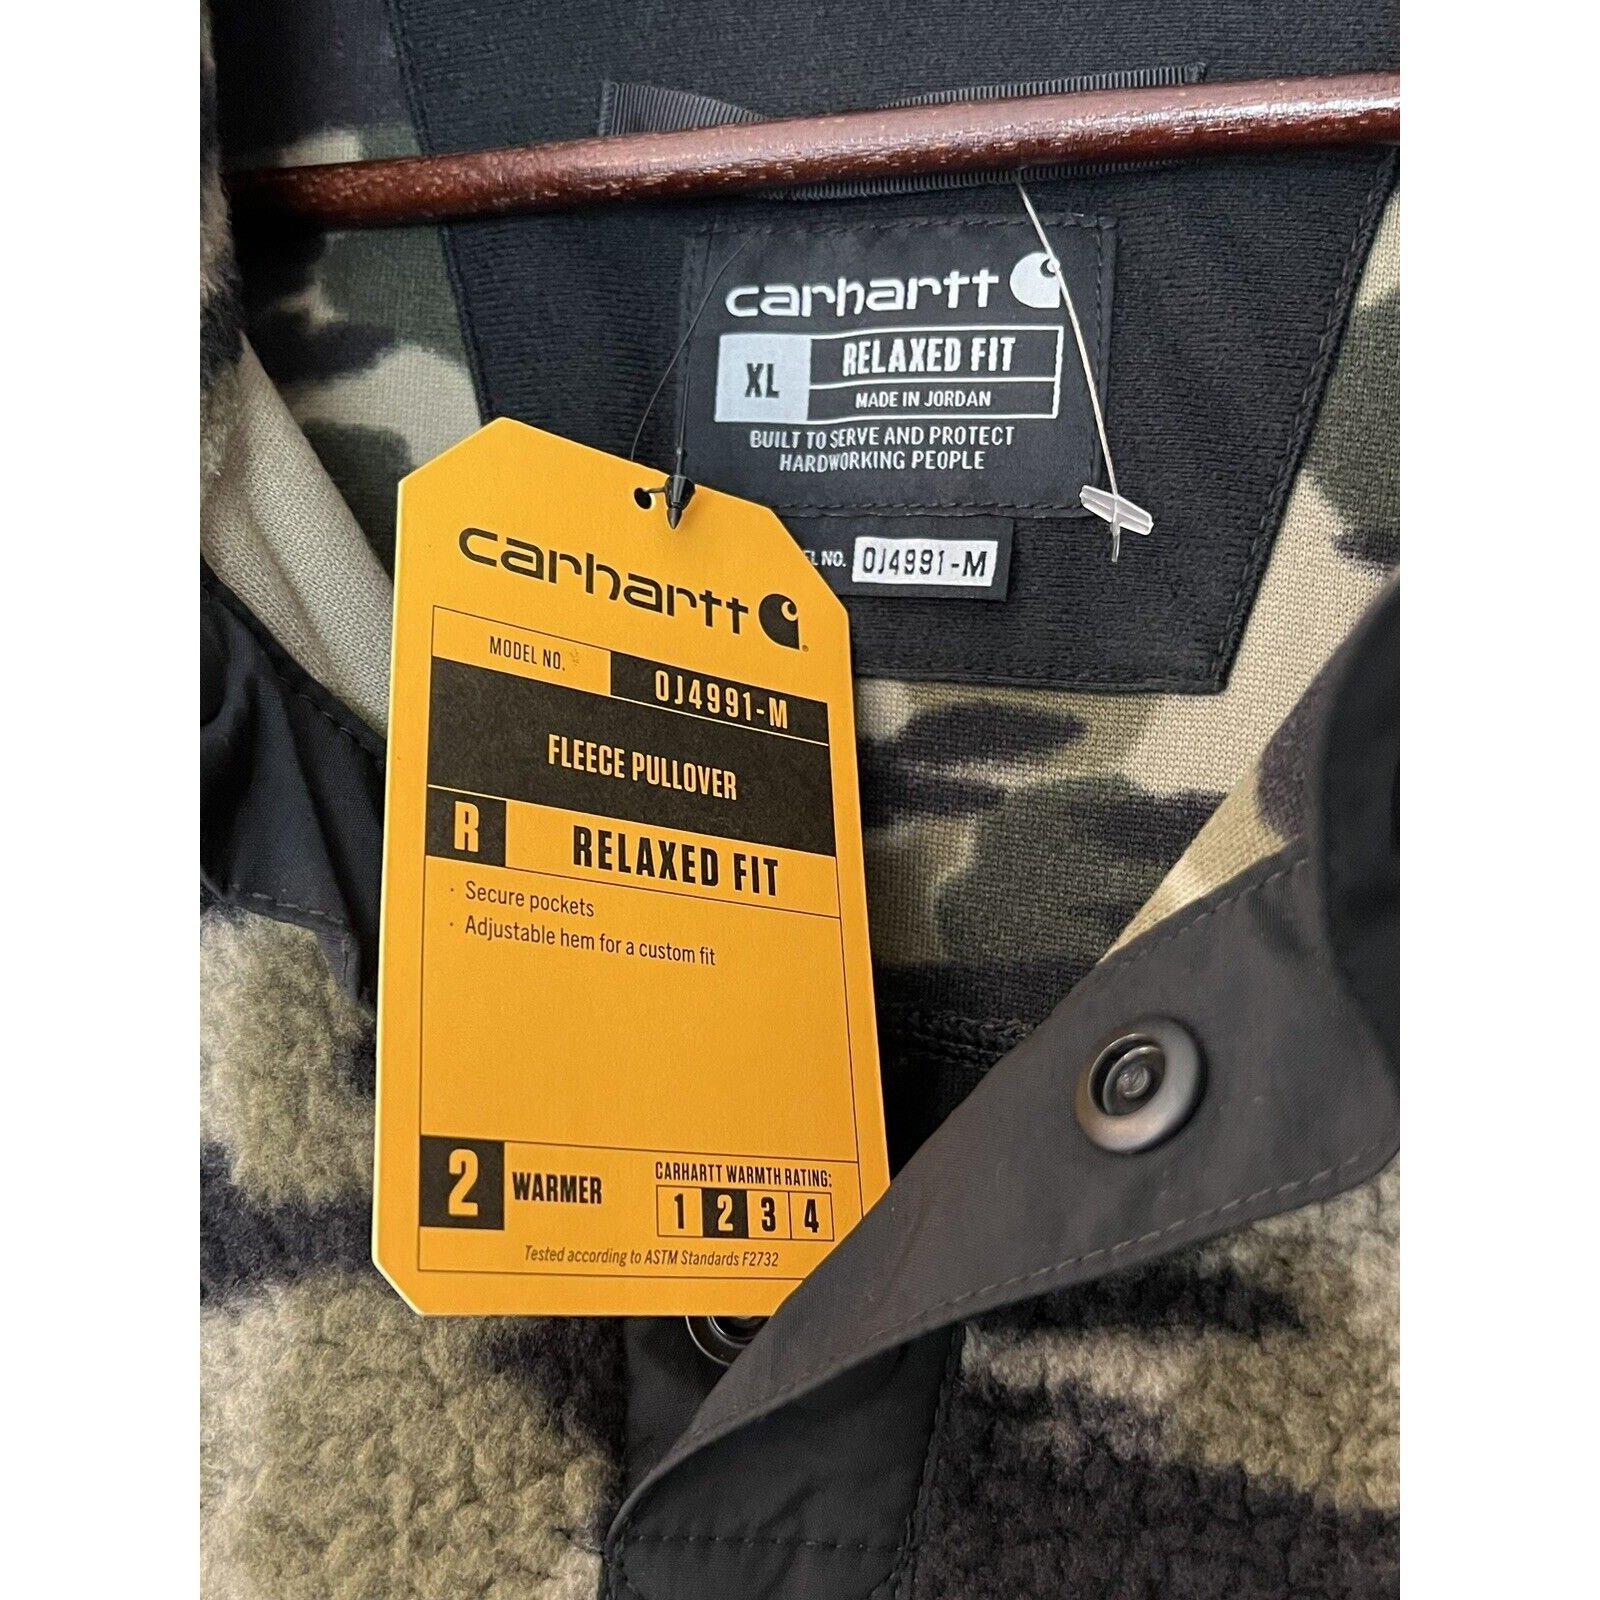 carhartt
XL
RELAXED FIT
MADE IN JORDAN
BUILT TO SERVE AND PROTECT
HARDWORKING PEOPLE
NO. 0J4991-M
carhartt
MODEL NO. 0J4991-M
FLEECE PULLOVER
R RELAXED FIT
· Secure pockets
· Adjustable hem for a custom fit
2 WARMER
CARHARTT WARMTH RATING:
1 2 3 4
Tested according to ASTM Standards F2732